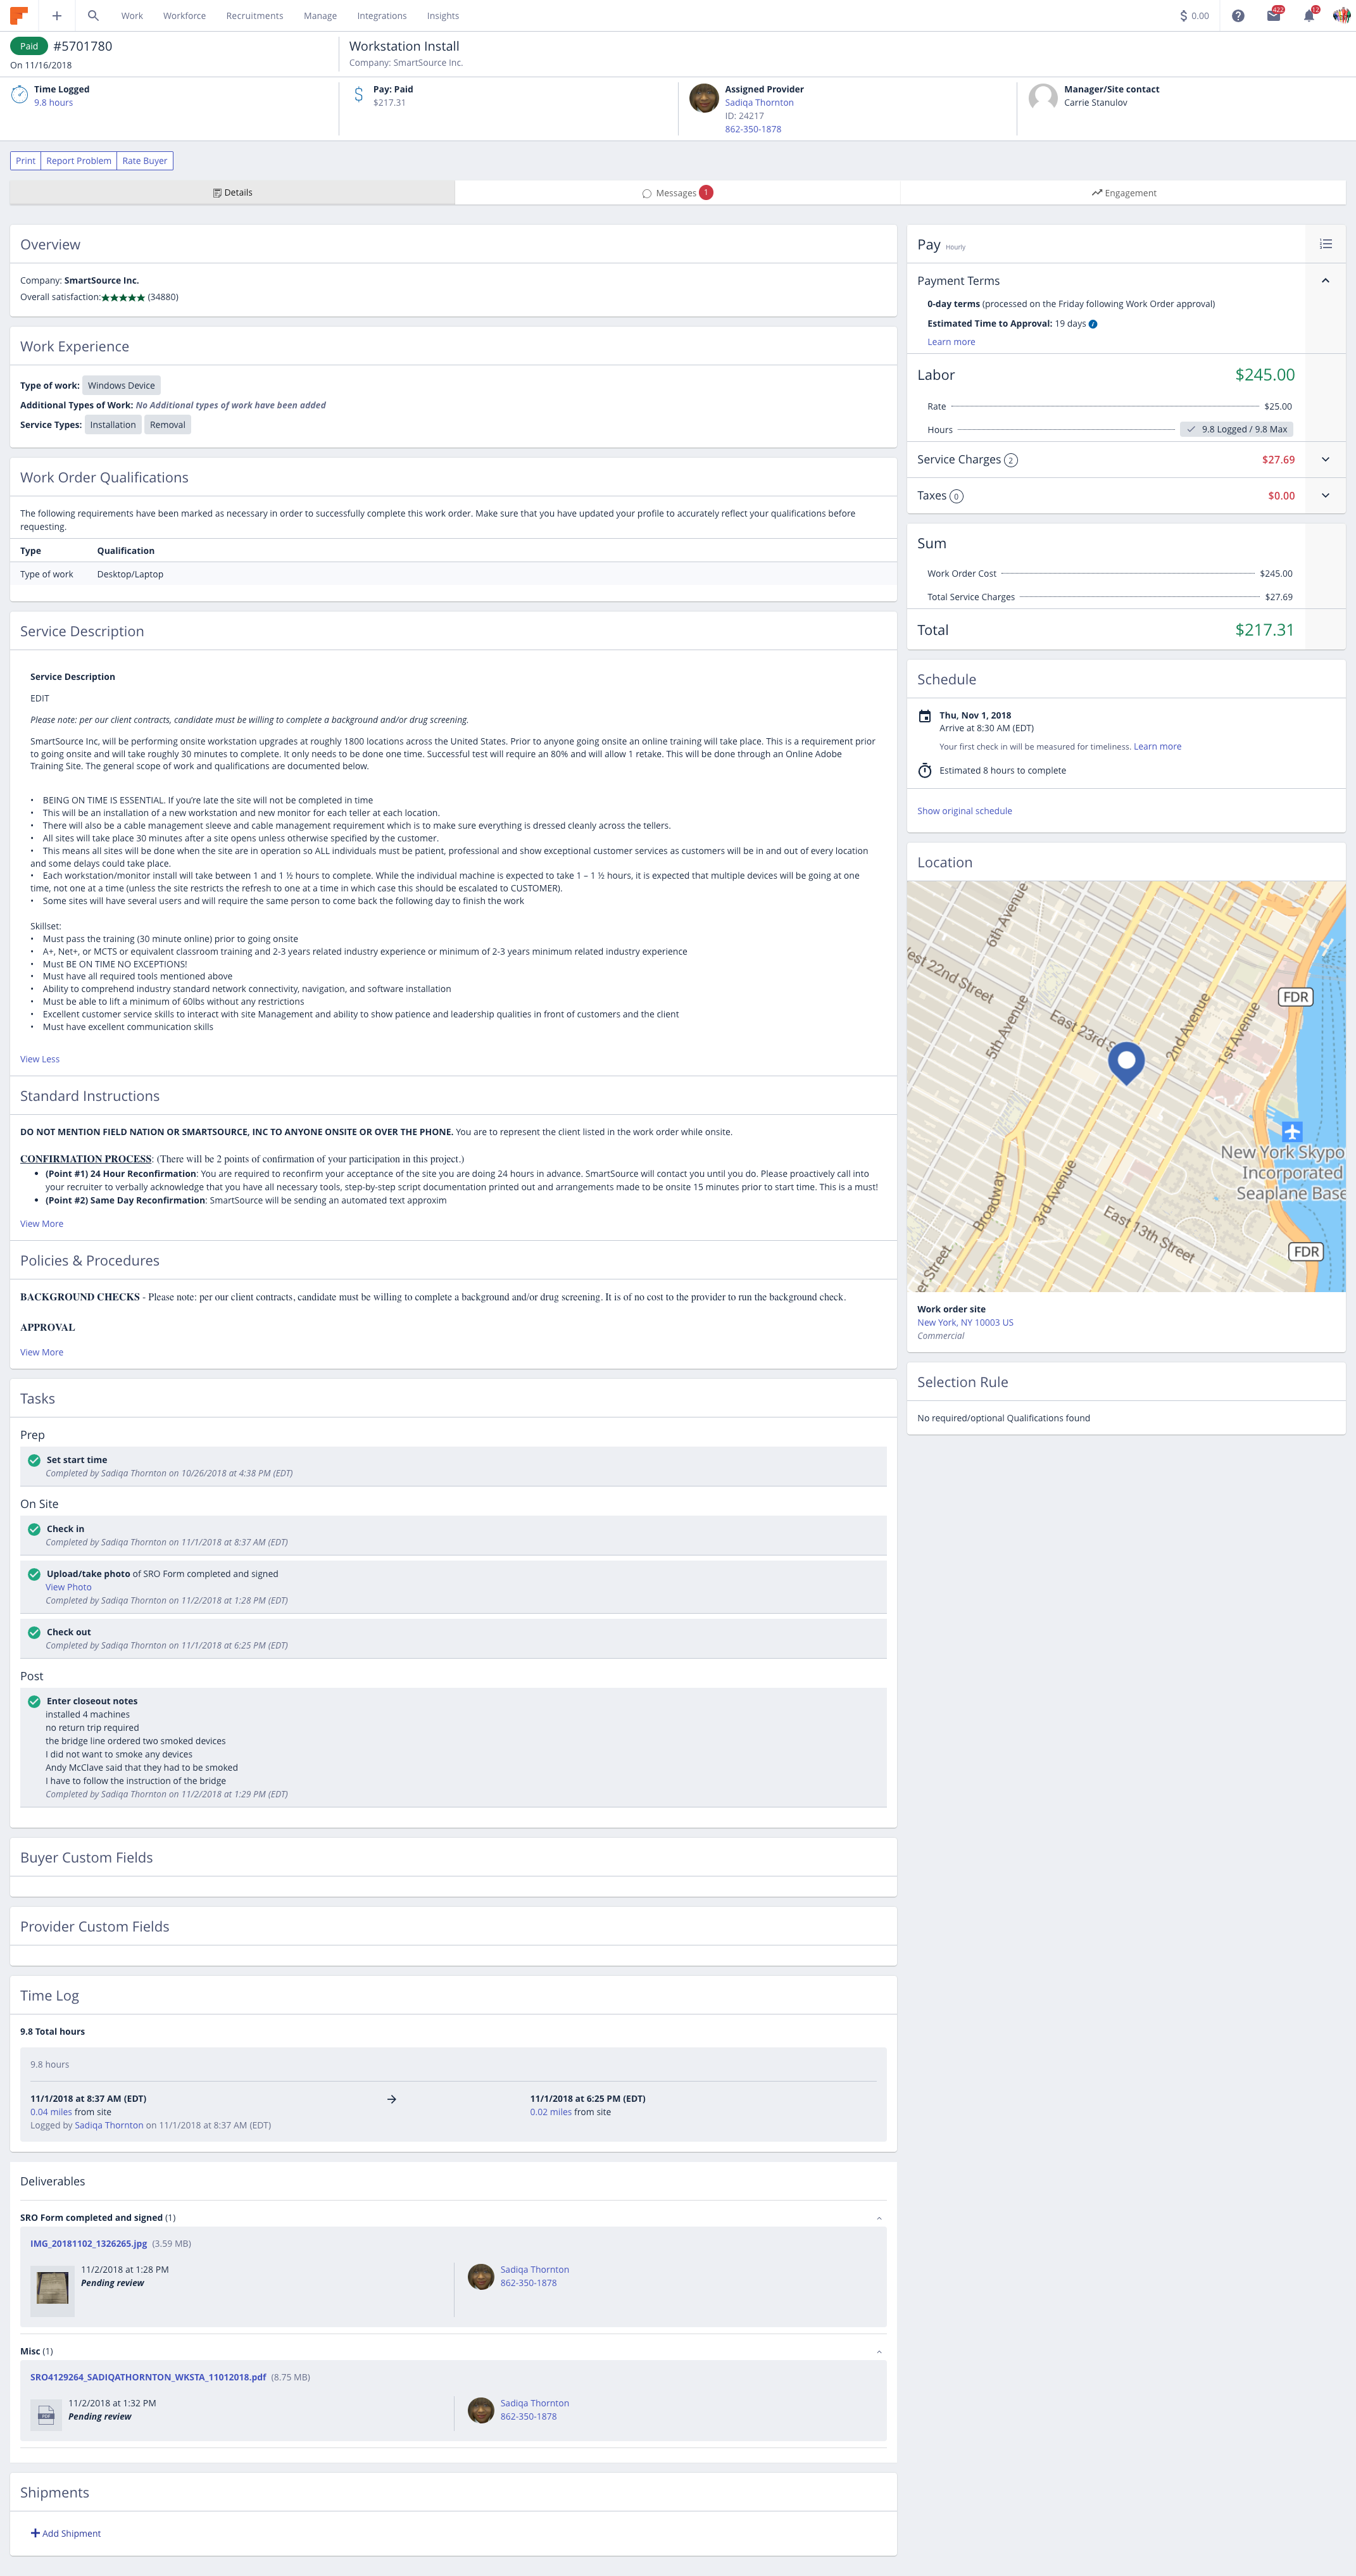 Work Workforce Recruitments Manage Integrations Insights
$ 0.00
422
12
Paid #5701780
On 11/16/2018
Workstation Install
Company: SmartSource Inc.
Time Logged
9.8 hours
Pay: Paid
$217.31
Assigned Provider
Sadiqa Thornton
ID: 24217
862-350-1878
Manager/Site contact
Carrie Stanulov
Print Report Problem Rate Buyer
Details
Messages 1
Engagement
Overview
Company: SmartSource Inc.
Overall satisfaction:★★★★★ (34880)
Work Experience
Type of work: Windows Device
Additional Types of Work: No Additional types of work have been added
Service Types: Installation Removal
Work Order Qualifications
The following requirements have been marked as necessary in order to successfully complete this work order. Make sure that you have updated your profile to accurately reflect your qualifications before
requesting.
Type Qualification
Type of work Desktop/Laptop
Service Description
Service Description
EDIT
Please note: per our client contracts, candidate must be willing to complete a background and/or drug screening.
SmartSource Inc, will be performing onsite workstation upgrades at roughly 1800 locations across the United States. Prior to anyone going onsite an online training will take place. This is a requirement prior
to going onsite and will take roughly 30 minutes to complete. It only needs to be done one time. Successful test will require an 80% and will allow 1 retake. This will be done through an Online Adobe
Training Site. The general scope of work and qualifications are documented below.
• BEING ON TIME IS ESSENTIAL. If you're late the site will not be completed in time
• This will be an installation of a new workstation and new monitor for each teller at each location.
• There will also be a cable management sleeve and cable management requirement which is to make sure everything is dressed cleanly across the tellers.
• All sites will take place 30 minutes after a site opens unless otherwise specified by the customer.
• This means all sites will be done when the site are in operation so ALL individuals must be patient, professional and show exceptional customer services as customers will be in and out of every location
and some delays could take place.
• Each workstation/monitor install will take between 1 and 1 ½ hours to complete. While the individual machine is expected to take 1 – 1 ½ hours, it is expected that multiple devices will be going at one
time, not one at a time (unless the site restricts the refresh to one at a time in which case this should be escalated to CUSTOMER).
• Some sites will have several users and will require the same person to come back the following day to finish the work
Skillset:
• Must pass the training (30 minute online) prior to going onsite
• A+, Net+, or MCTS or equivalent classroom training and 2-3 years related industry experience or minimum of 2-3 years minimum related industry experience
• Must BE ON TIME NO EXCEPTIONS!
• Must have all required tools mentioned above
• Ability to comprehend industry standard network connectivity, navigation, and software installation
• Must be able to lift a minimum of 60lbs without any restrictions
• Excellent customer service skills to interact with site Management and ability to show patience and leadership qualities in front of customers and the client
• Must have excellent communication skills
View Less
Standard Instructions
DO NOT MENTION FIELD NATION OR SMARTSOURCE, INC TO ANYONE ONSITE OR OVER THE PHONE. You are to represent the client listed in the work order while onsite.
CONFIRMATION PROCESS: (There will be 2 points of confirmation of your participation in this project.)
• (Point #1) 24 Hour Reconfirmation: You are required to reconfirm your acceptance of the site you are doing 24 hours in advance. SmartSource will contact you until you do. Please proactively call into
your recruiter to verbally acknowledge that you have all necessary tools, step-by-step script documentation printed out and arrangements made to be onsite 15 minutes prior to start time. This is a must!
• (Point #2) Same Day Reconfirmation: SmartSource will be sending an automated text approxim
View More
Policies & Procedures
BACKGROUND CHECKS - Please note: per our client contracts, candidate must be willing to complete a background and/or drug screening. It is of no cost to the provider to run the background check.
APPROVAL
View More
Tasks
Prep
Set start time
Completed by Sadiqa Thornton on 10/26/2018 at 4:38 PM (EDT)
On Site
Check in
Completed by Sadiqa Thornton on 11/1/2018 at 8:37 AM (EDT)
Upload/take photo of SRO Form completed and signed
View Photo
Completed by Sadiqa Thornton on 11/2/2018 at 1:28 PM (EDT)
Check out
Completed by Sadiqa Thornton on 11/1/2018 at 6:25 PM (EDT)
Post
Enter closeout notes
installed 4 machines
no return trip required
the bridge line ordered two smoked devices
I did not want to smoke any devices
Andy McClave said that they had to be smoked
I have to follow the instruction of the bridge
Completed by Sadiqa Thornton on 11/2/2018 at 1:29 PM (EDT)
Buyer Custom Fields
Provider Custom Fields
Time Log
9.8 Total hours
9.8 hours
11/1/2018 at 8:37 AM (EDT)
0.04 miles from site
Logged by Sadiqa Thornton on 11/1/2018 at 8:37 AM (EDT)
11/1/2018 at 6:25 PM (EDT)
0.02 miles from site
Deliverables
SRO Form completed and signed (1)
IMG_20181102_1326265.jpg (3.59 MB)
11/2/2018 at 1:28 PM
Pending review
Sadiqa Thornton
862-350-1878
Misc (1)
SRO4129264_SADIQATHORNTON_WKSTA_11012018.pdf (8.75 MB)
PDF
11/2/2018 at 1:32 PM
Pending review
Sadiqa Thornton
862-350-1878
Shipments
Add Shipment
Pay Hourly
Payment Terms
0-day terms (processed on the Friday following Work Order approval)
Estimated Time to Approval: 19 days
Learn more
Labor $245.00
Rate $25.00
Hours 9.8 Logged / 9.8 Max
Service Charges 2 $27.69
Taxes 0 $0.00
Sum
Work Order Cost $245.00
Total Service Charges $27.69
Total $217.31
Schedule
Thu, Nov 1, 2018
Arrive at 8:30 AM (EDT)
Your first check in will be measured for timeliness. Learn more
Estimated 8 hours to complete
Show original schedule
Location
6th Avenue
est 22nd Street
5th Avenue
East 23rd S
2nd Avenue
1st Avenue
FDR
New York Skypo
Incorporated
Seaplane Base
Broadway
3rd Avenue
East 13th Street
er Street
FDR
Work order site
New York, NY 10003 US
Commercial
Selection Rule
No required/optional Qualifications found